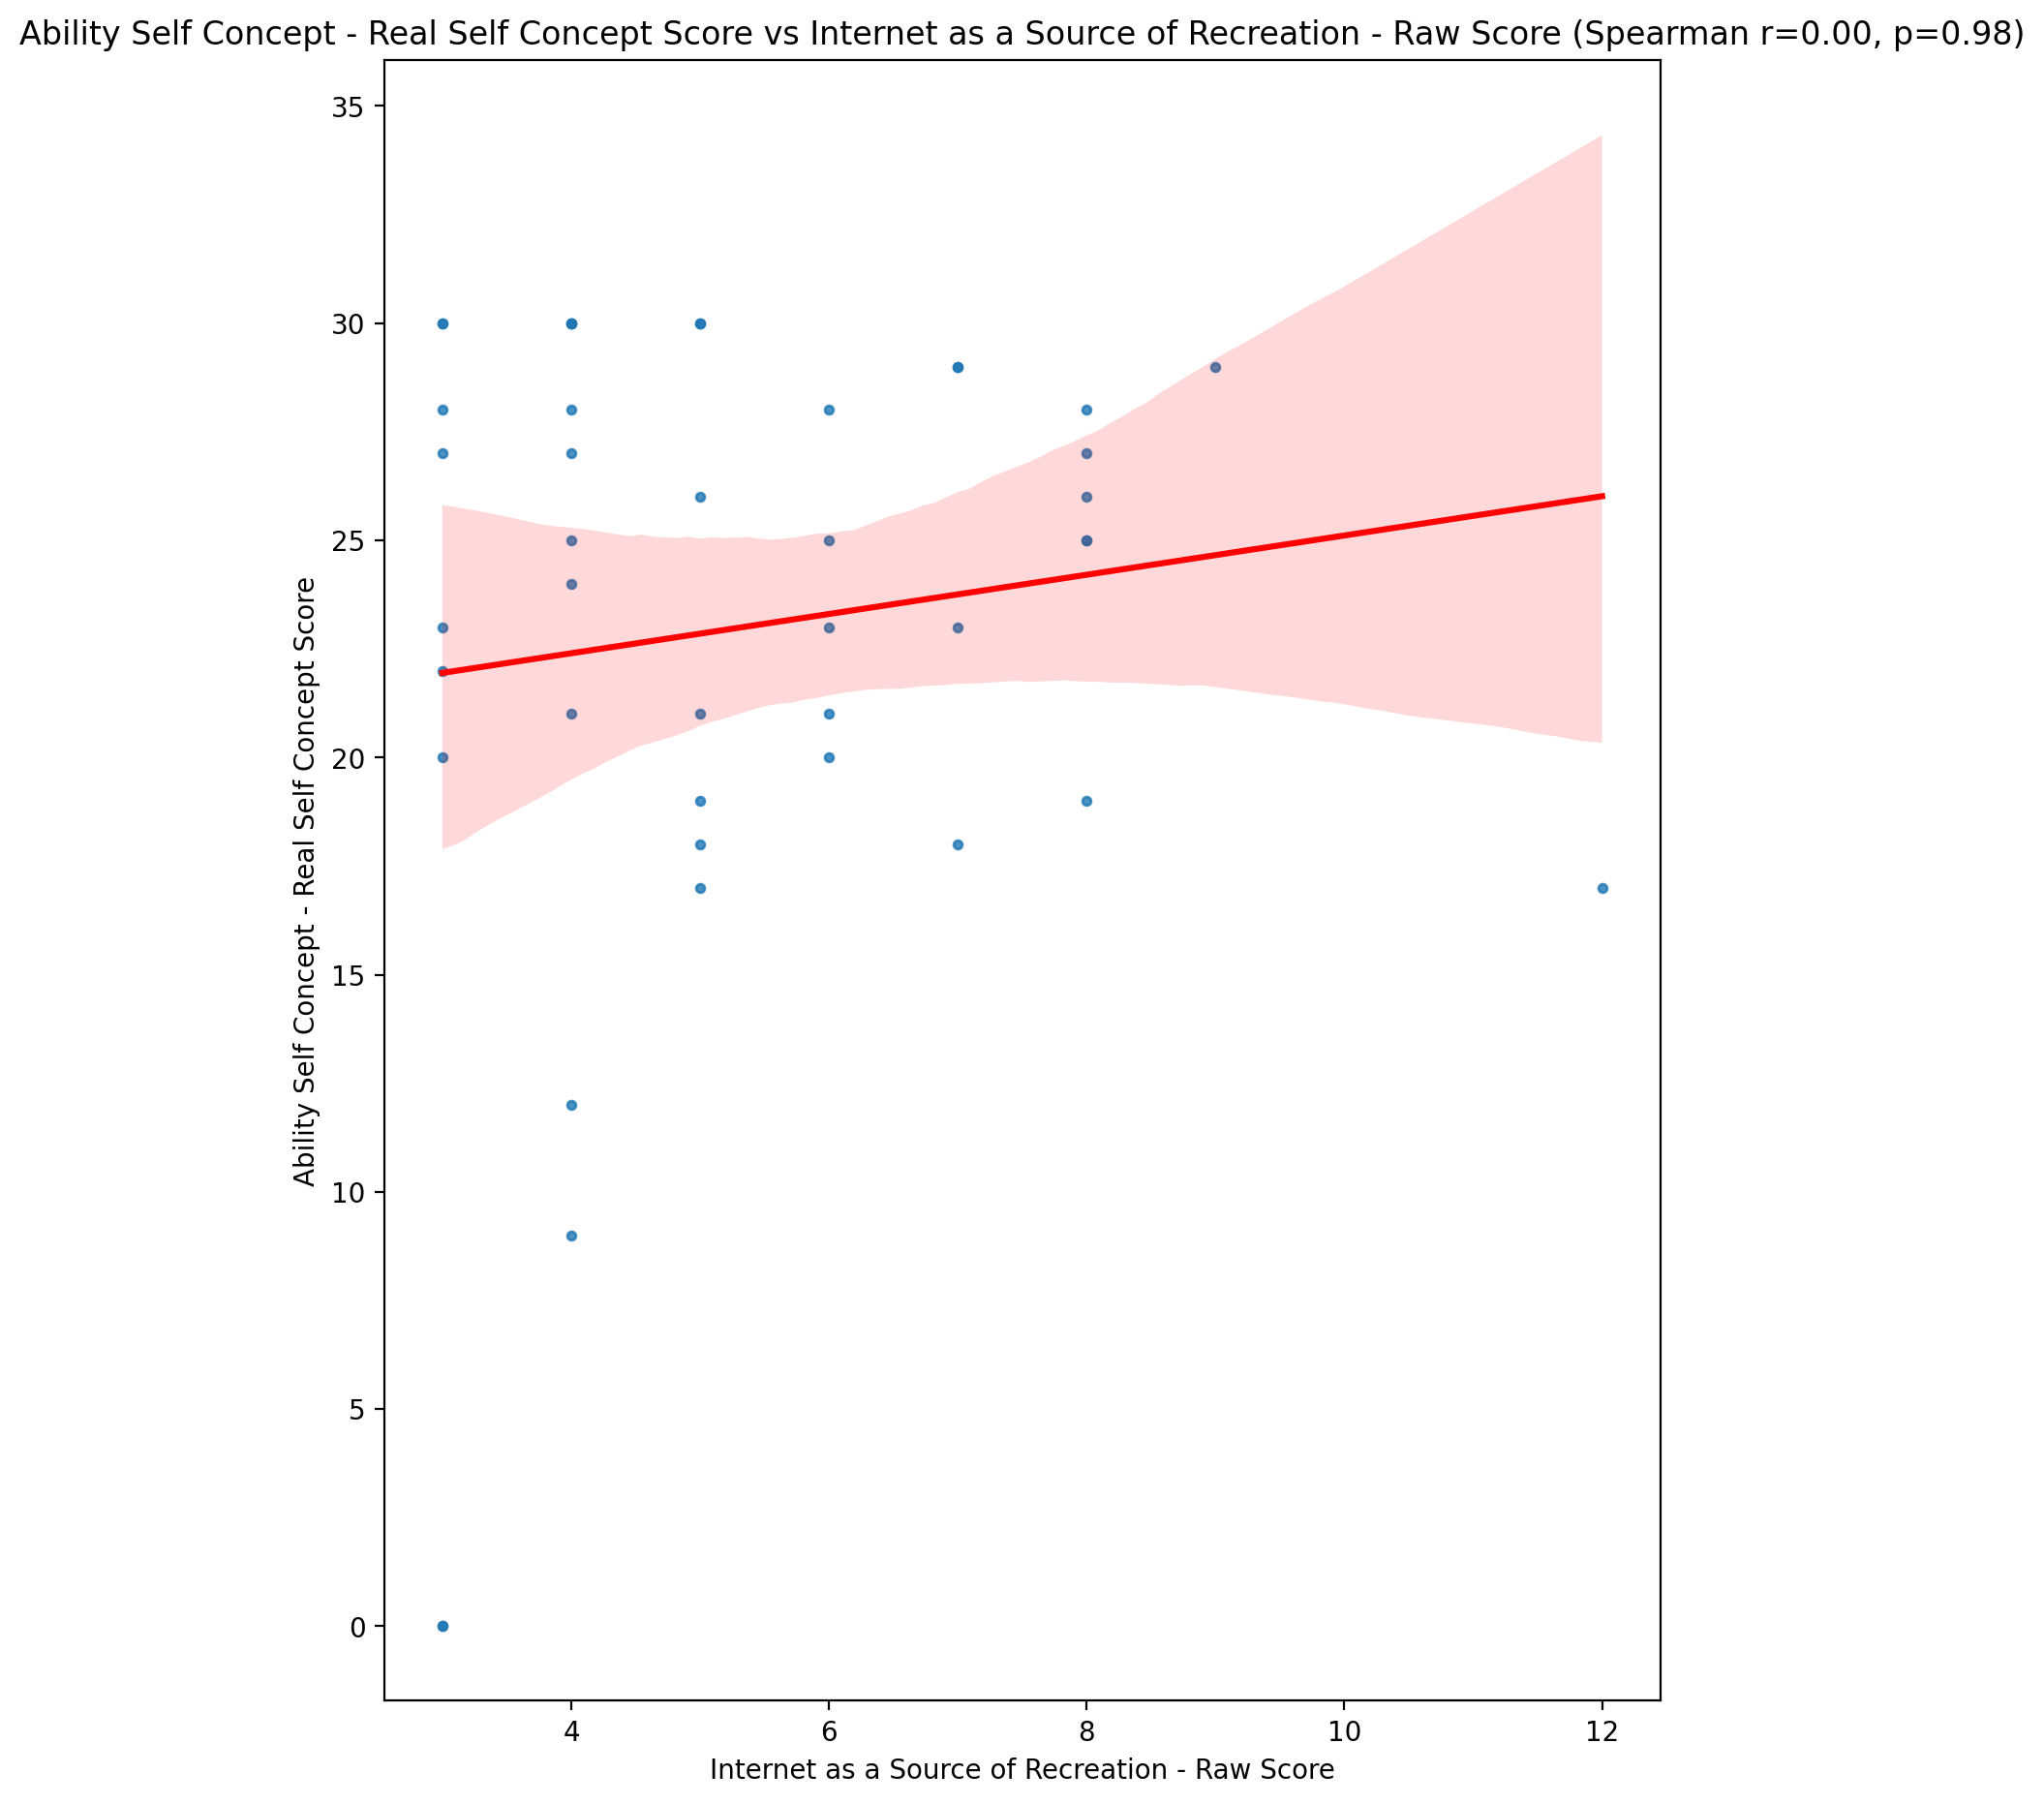 Ability Self Concept - Real Self Concept Score vs Internet as a Source of Recreation - Raw Score (Spearman r=0.00, p=0.98)
Ability Self Concept - Real Self Concept Score
35
30
25
20
15
10
5
0
4 6 8 10 12
Internet as a Source of Recreation - Raw Score